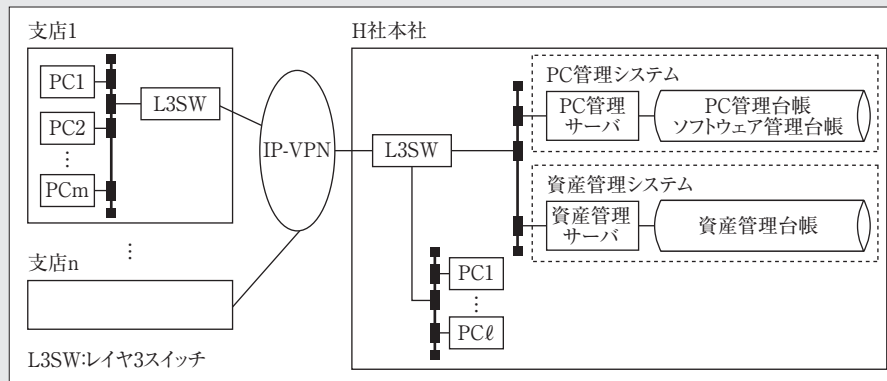 支店1
PC1
PC2
⋮
PCm
L3SW
⋮
支店n
L3SW:レイヤ3スイッチ
IP-VPN
H社本社
L3SW
PC1
⋮
PCℓ
PC管理システム
PC管理
サーバ
PC管理台帳
ソフトウェア管理台帳
資産管理システム
資産管理
サーバ
資産管理台帳